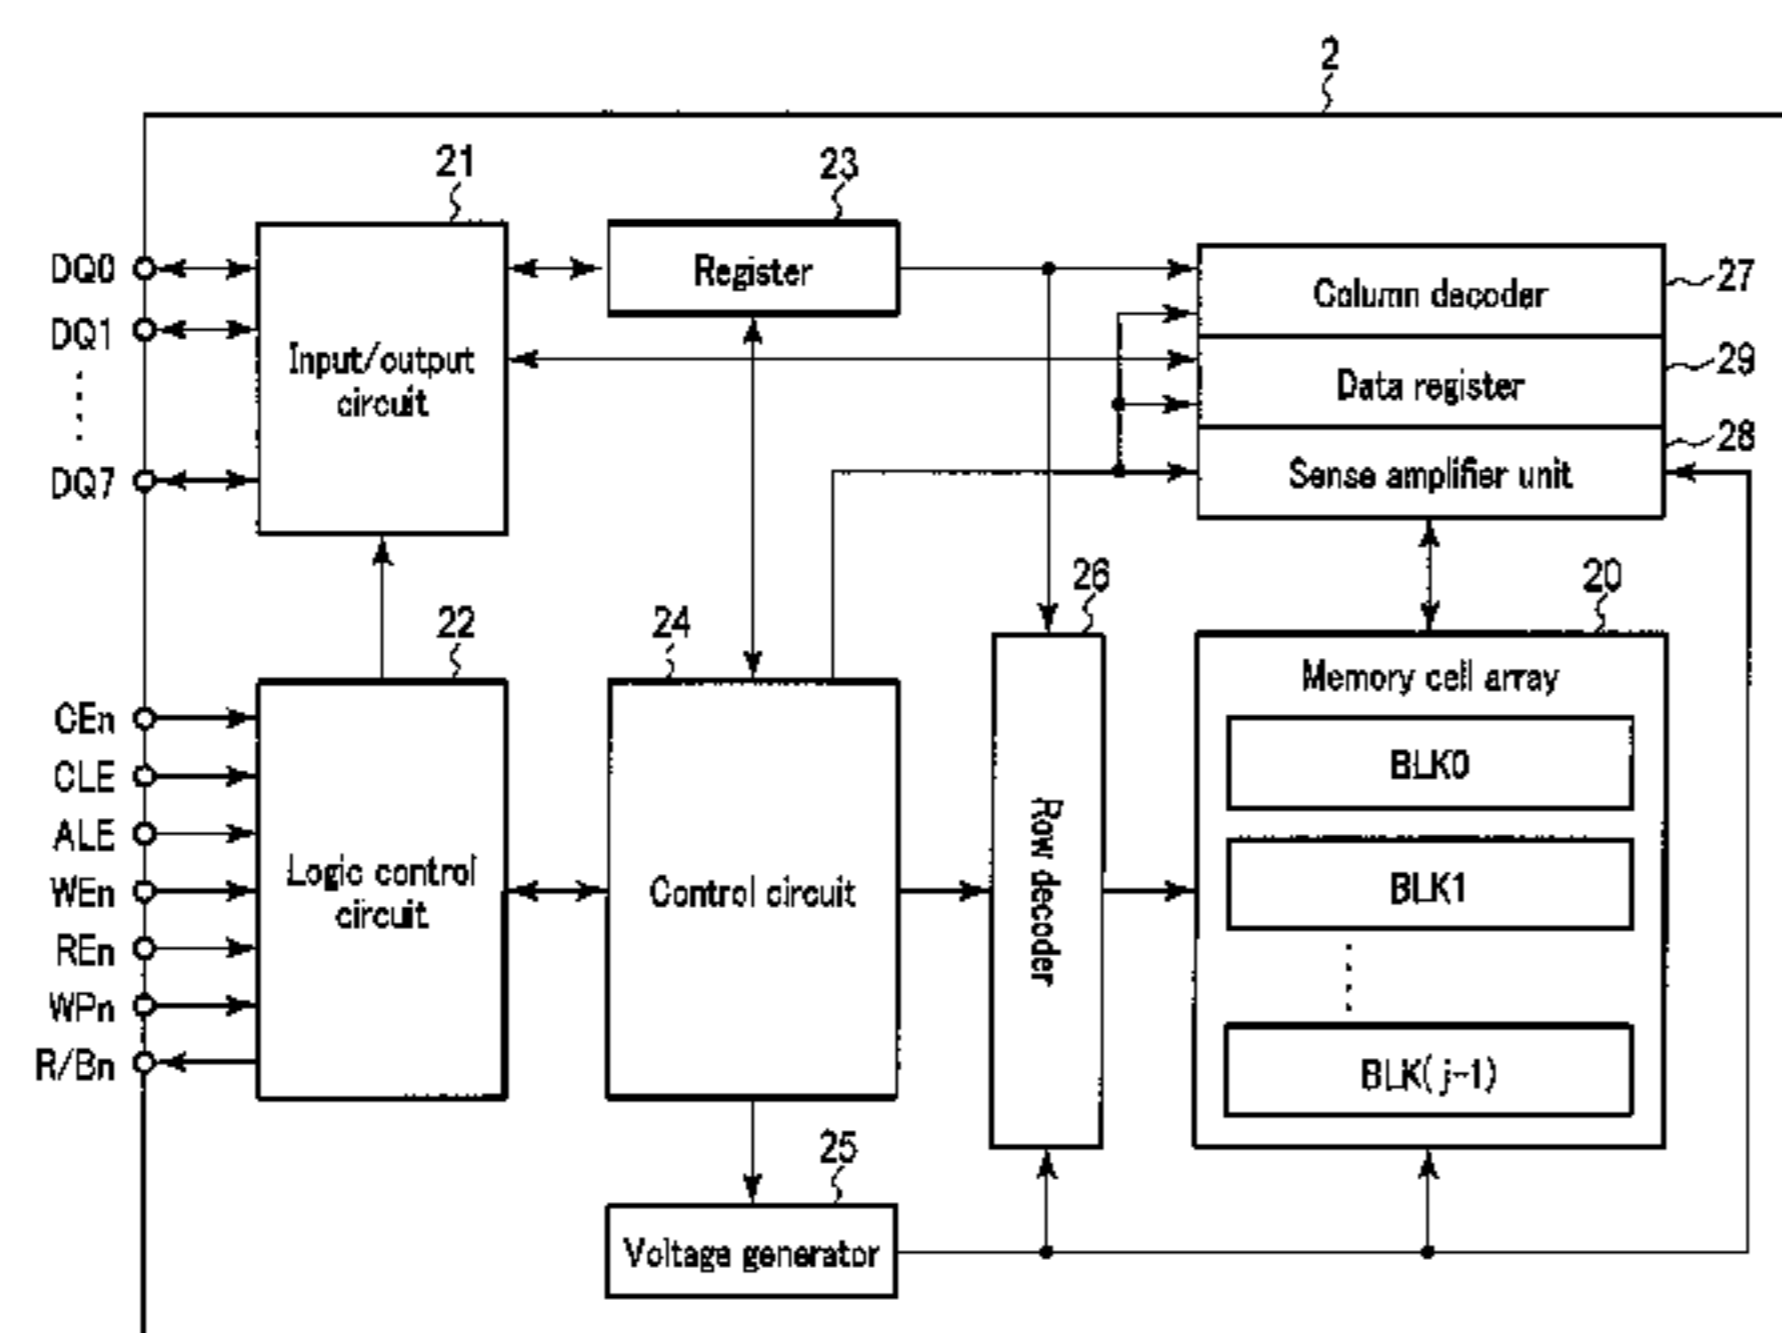 2
21
23
DQ0
Register
27
Column decoder
DQ1
Input/output
circuit
29
Data register
28
DQ7
Sense amplifier unit
26
20
22
24
Memory cell array
CEn
BLK0
CLE
ALE
Row decoder
Logic control
circuit
WEn
Control circuit
BLK1
REn
WPn
R/Bn
BLK(j-1)
25
Voltage generator